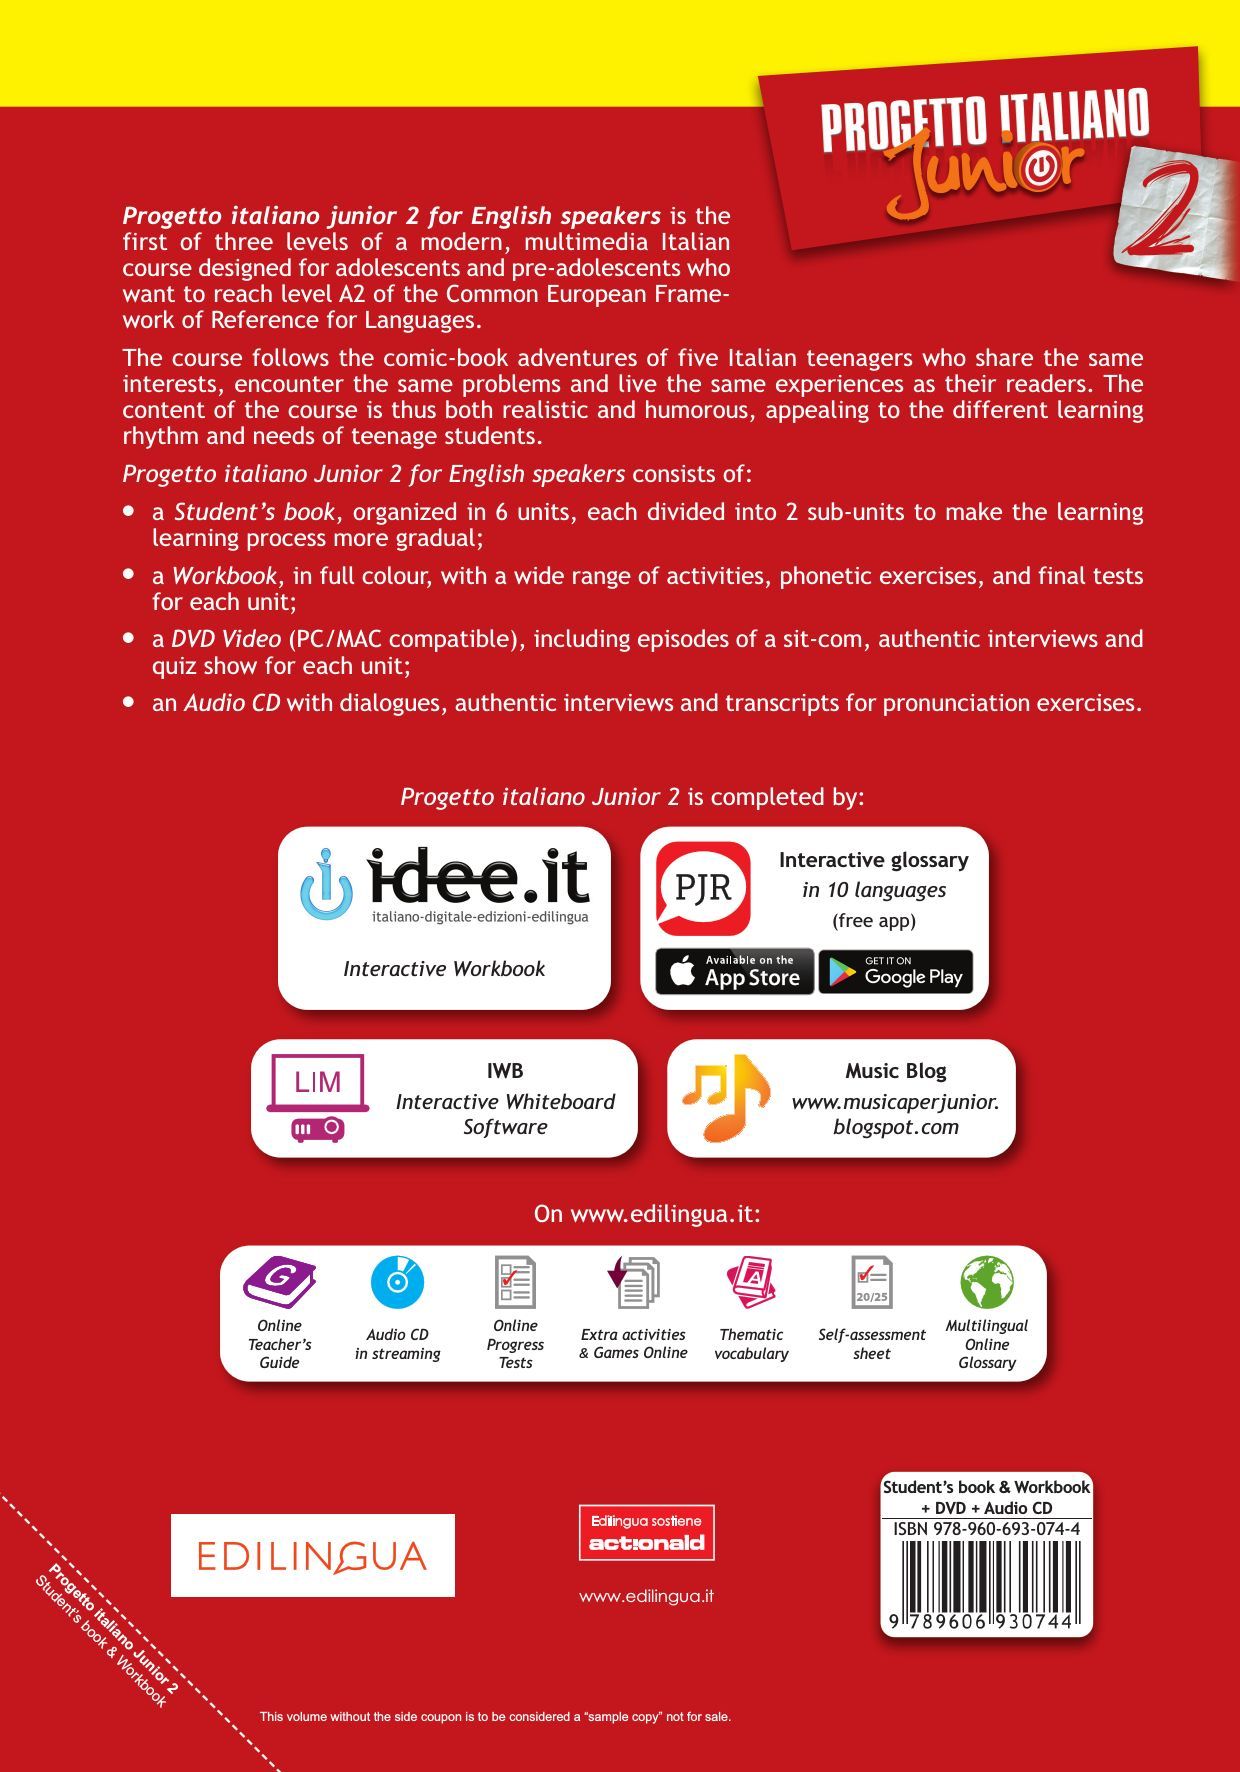 PROGETTO ITALIANO
Junior
2
Progetto italiano junior 2 for English speakers is the
first of three levels of a modern, multimedia Italian
course designed for adolescents and pre-adolescents who
want to reach level A2 of the Common European Frame-
work of Reference for Languages.
The course follows the comic-book adventures of five Italian teenagers who share the same
interests, encounter the same problems and live the same experiences as their readers. The
content of the course is thus both realistic and humorous, appealing to the different learning
rhythm and needs of teenage students.
Progetto italiano Junior 2 for English speakers consists of:
• a Student's book, organized in 6 units, each divided into 2 sub-units to make the learning
learning process more gradual;
• a Workbook, in full colour, with a wide range of activities, phonetic exercises, and final tests
for each unit;
• a DVD Video (PC/MAC compatible), including episodes of a sit-com, authentic interviews and
quiz show for each unit;
• an Audio CD with dialogues, authentic interviews and transcripts for pronunciation exercises.
Progetto italiano Junior 2 is completed by:
idee.it
italiano-digitale-edizioni-edilingua
Interactive Workbook
PJR
Interactive glossary
in 10 languages
(free app)
Available on the
App Store
GET IT ON
Google Play
LIM
IWB
Interactive Whiteboard
Software
Music Blog
www.musicaperjunior.
blogspot.com
On www.edilingua.it:
G
Online
Teacher's
Guide
Audio CD
in streaming
Online
Progress
Tests
Extra activities
& Games Online
A
Thematic
vocabulary
20/25
Self-assessment
sheet
Multilingual
Online
Glossary
EDILINGUA
Edilingua sostiene
actionaid
www.edilingua.it
Student's book & Workbook
+ DVD + Audio CD
ISBN 978-960-693-074-4
9 789606 930744
Progetto italiano Junior 2
Student's book & Workbook
This volume without the side coupon is to be considered a “sample copy” not for sale.